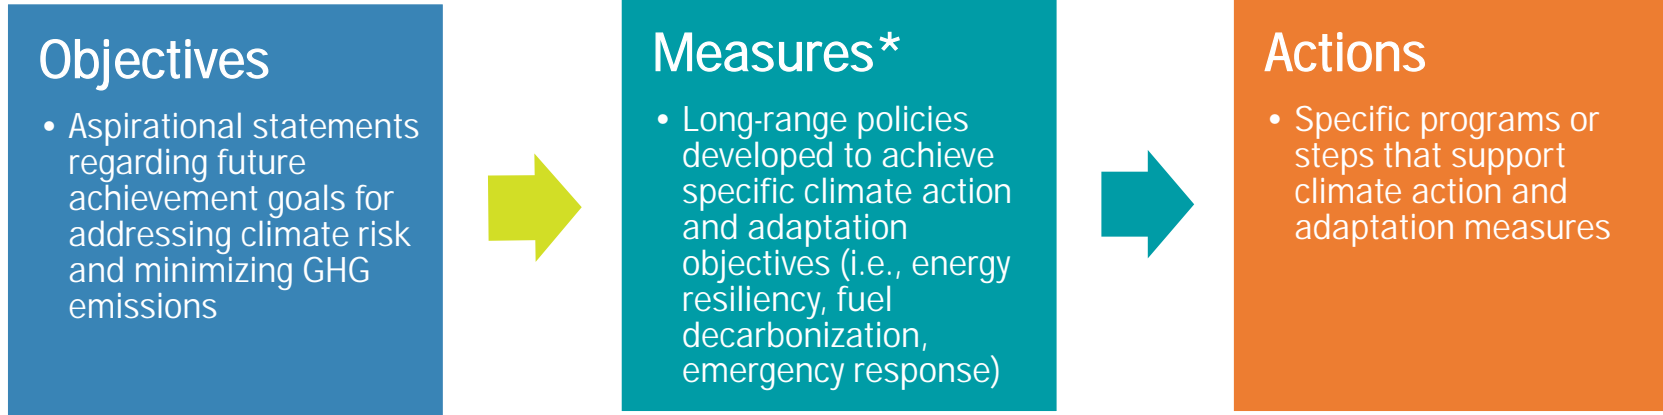 Objectives
• Aspirational statements
regarding future
achievement goals for
addressing climate risk
and minimizing GHG
emissions
Measures*
• Long-range policies
developed to achieve
specific climate action
and adaptation
objectives (i.e., energy
resiliency, fuel
decarbonization,
emergency response)
Actions
• Specific programs or
steps that support
climate action and
adaptation measures